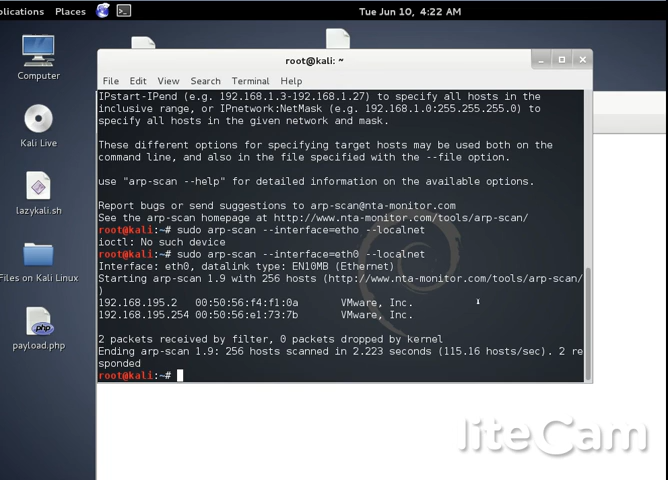 plications Places Tue Jun 10, 4:22 AM
Computer
Kali Live
lazykali.sh
Files on Kali Linux
php
payload.php
root@kali: ~
File Edit View Search Terminal Help
IPstart-IPend (e.g. 192.168.1.3-192.168.1.27) to specify all hosts in the
inclusive range, or IPnetwork:NetMask (e.g. 192.168.1.0:255.255.255.0) to
specify all hosts in the given network and mask.
These different options for specifying target hosts may be used both on the
command line, and also in the file specified with the --file option.
use "arp-scan --help" for detailed information on the available options.
Report bugs or send suggestions to arp-scan@nta-monitor.com
See the arp-scan homepage at http://www.nta-monitor.com/tools/arp-scan/
root@kali:~# sudo arp-scan --interface=etho --localnet
ioctl: No such device
root@kali:~# sudo arp-scan --interface=eth0 --localnet
Interface: eth0, datalink type: EN10MB (Ethernet)
Starting arp-scan 1.9 with 256 hosts (http://www.nta-monitor.com/tools/arp-scan/
)
192.168.195.2 00:50:56:f4:f1:0a VMware, Inc.
192.168.195.254 00:50:56:e1:73:7b VMware, Inc.
2 packets received by filter, 0 packets dropped by kernel
Ending arp-scan 1.9: 256 hosts scanned in 2.223 seconds (115.16 hosts/sec). 2 re
sponded
root@kali:~#
liteCam